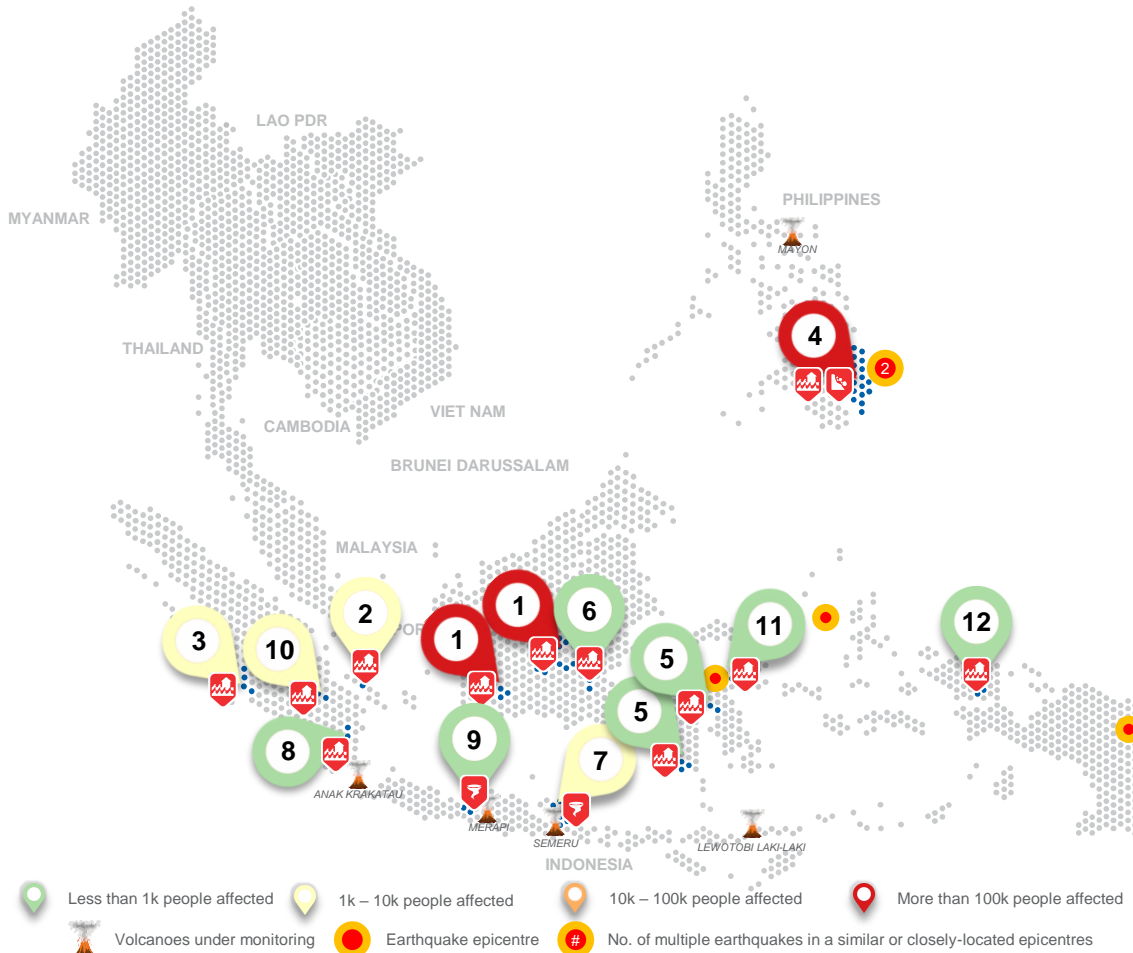 LAO PDR
MYANMAR
PHILIPPINES
MAYON
THAILAND
4
2
VIET NAM
CAMBODIA
BRUNEI DARUSSALAM
MALAYSIA
3
10
2
POR
1
1
6
5
11
12
5
8
9
7
ANAK KRAKATAU
MERAPI
SEMERU
LEWOTOBI LAKI-LAKI
INDONESIA
Less than 1k people affected
1k – 10k people affected
10k – 100k people affected
More than 100k people affected
Volcanoes under monitoring
Earthquake epicentre
# No. of multiple earthquakes in a similar or closely-located epicentres